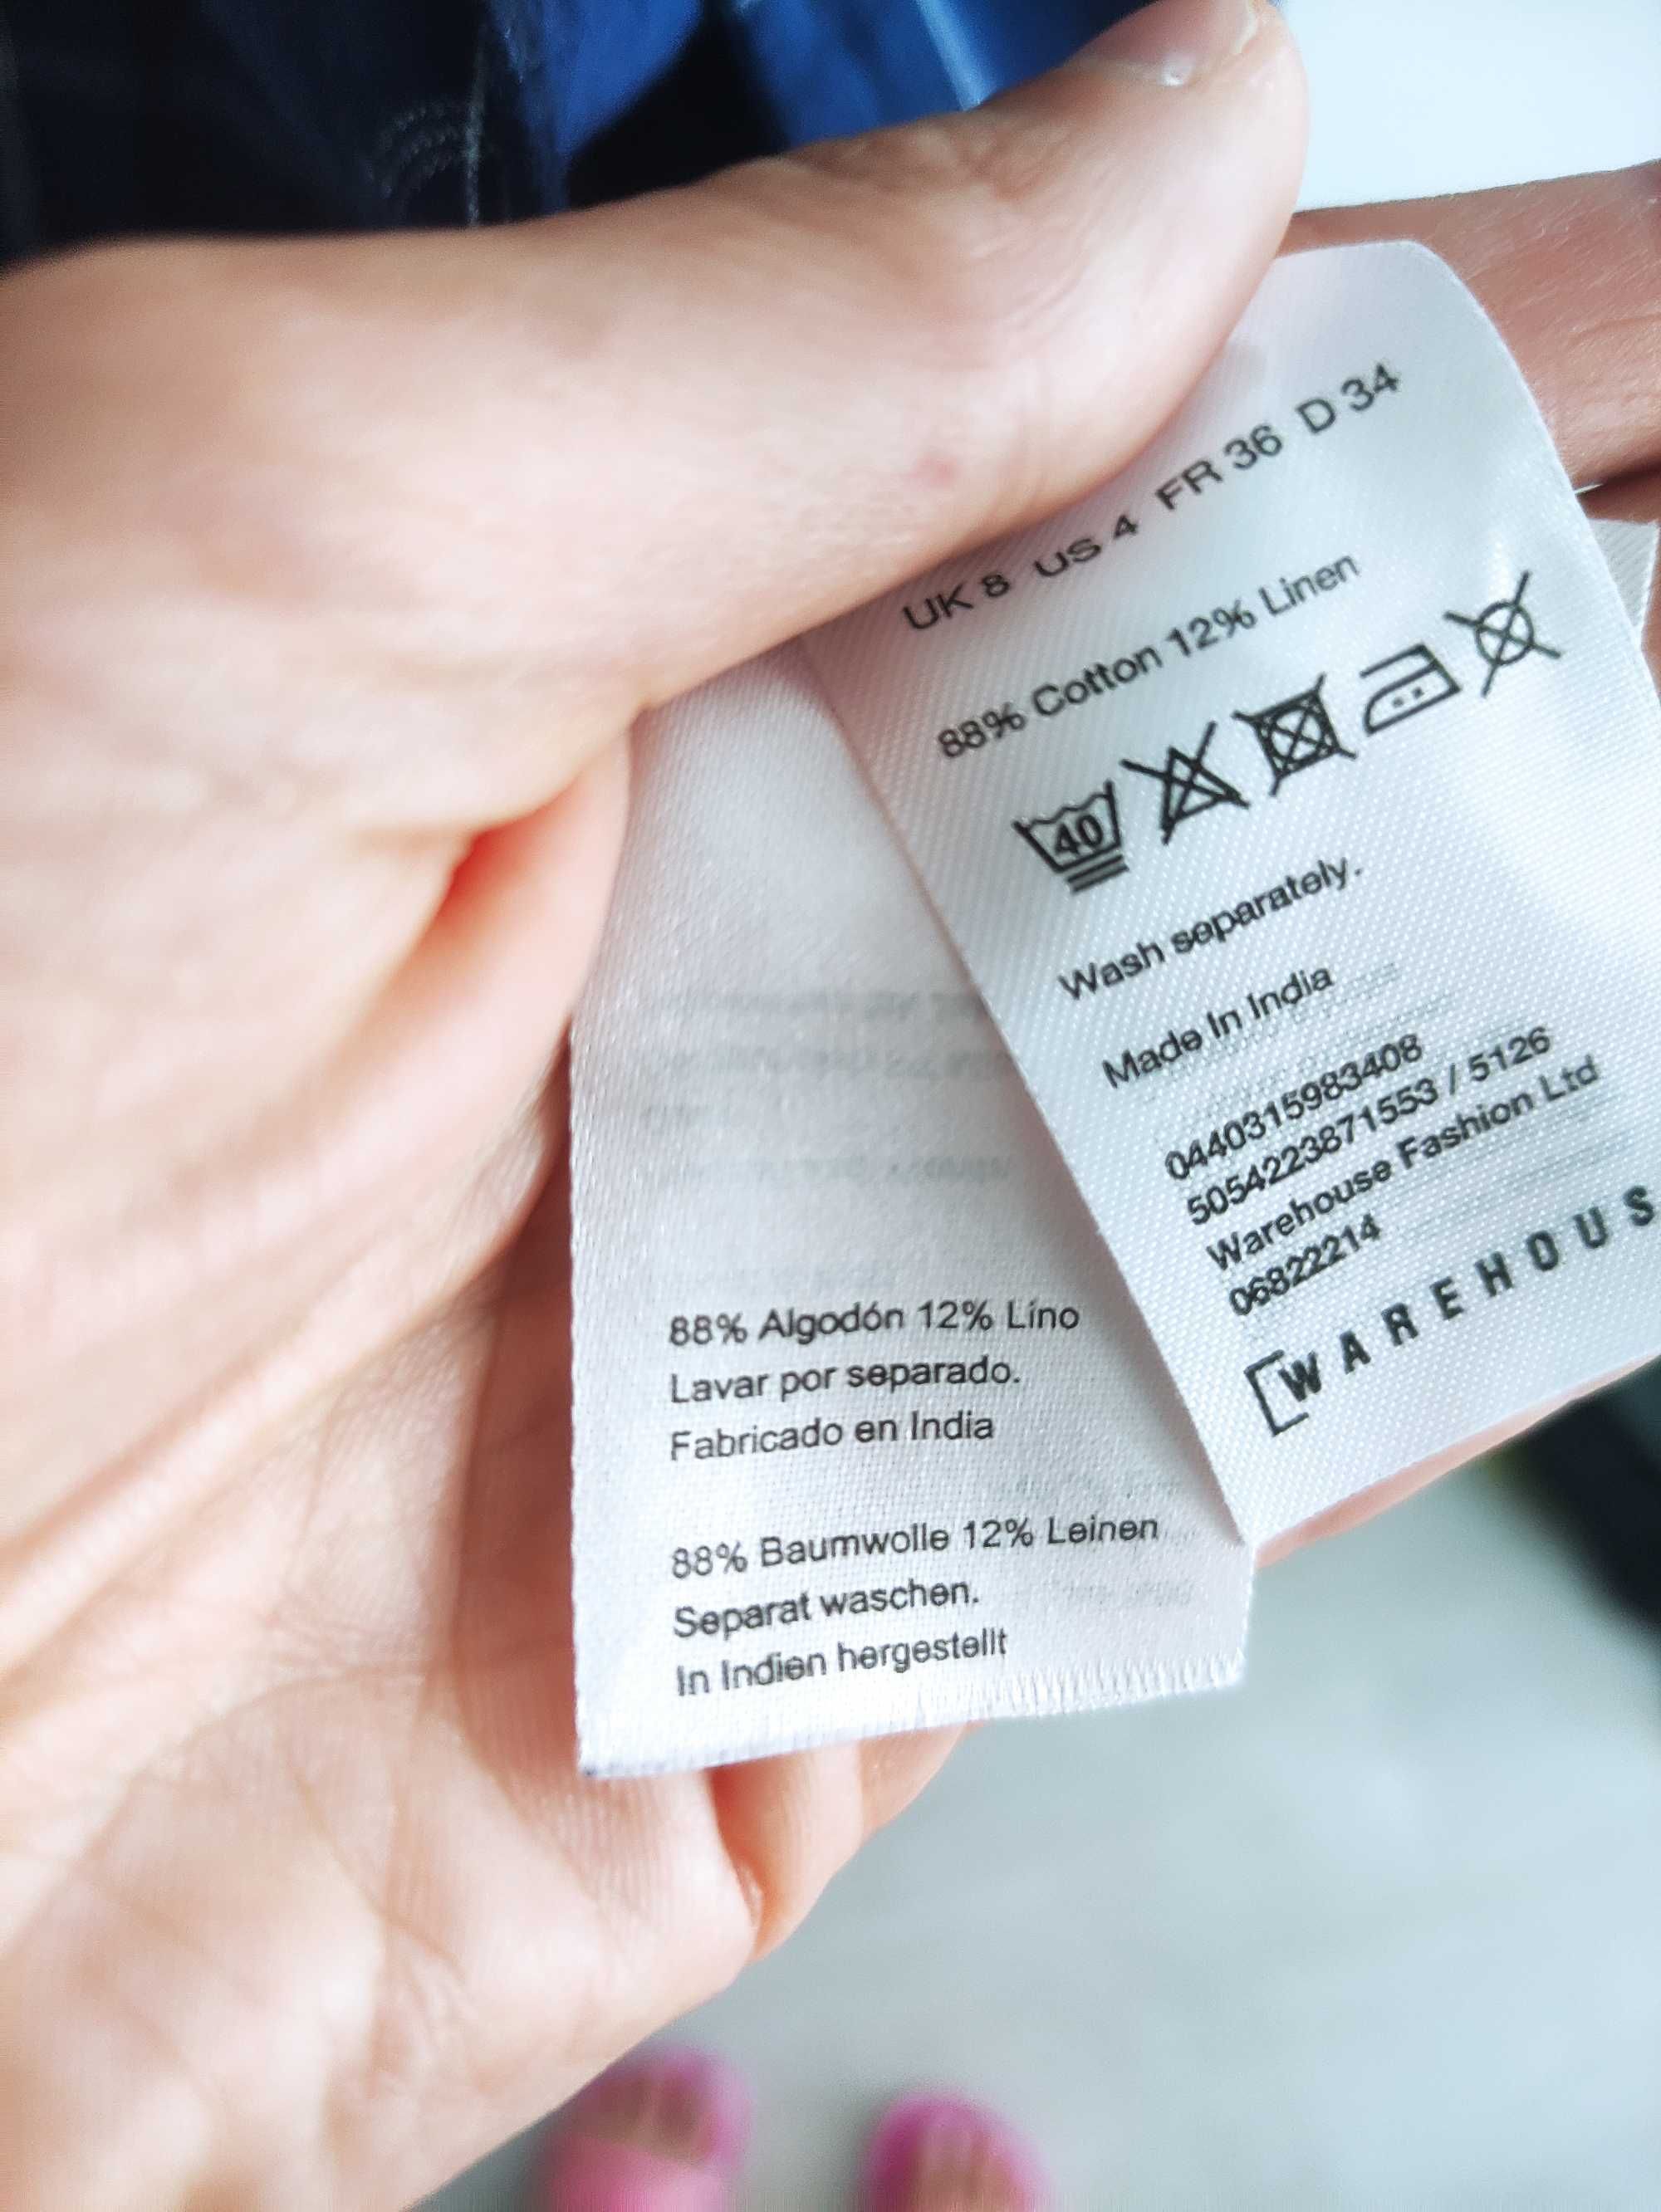 UK 8 US 4 FR 36 D 34
88% Cotton 12% Linen
40
Wash separately.
Made In India
0440315983408
5054223871553 / 5126
Warehouse Fashion Ltd
06822214
WAREHOUS
88% Algodón 12% Líno
Lavar por separado.
Fabricado en India
88% Baumwolle 12% Leinen
Separat waschen.
In Indien hergestellt